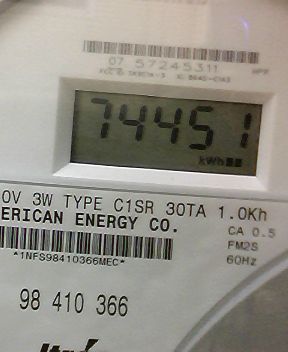 07 57245311
74451
kWh
0V 3W TYPE C1SR 30TA 1.0Kh
ERICAN ENERGY CO.
CA 0.5
FM2S
60Hz
*1NFS98410366MEC*
98 410 366